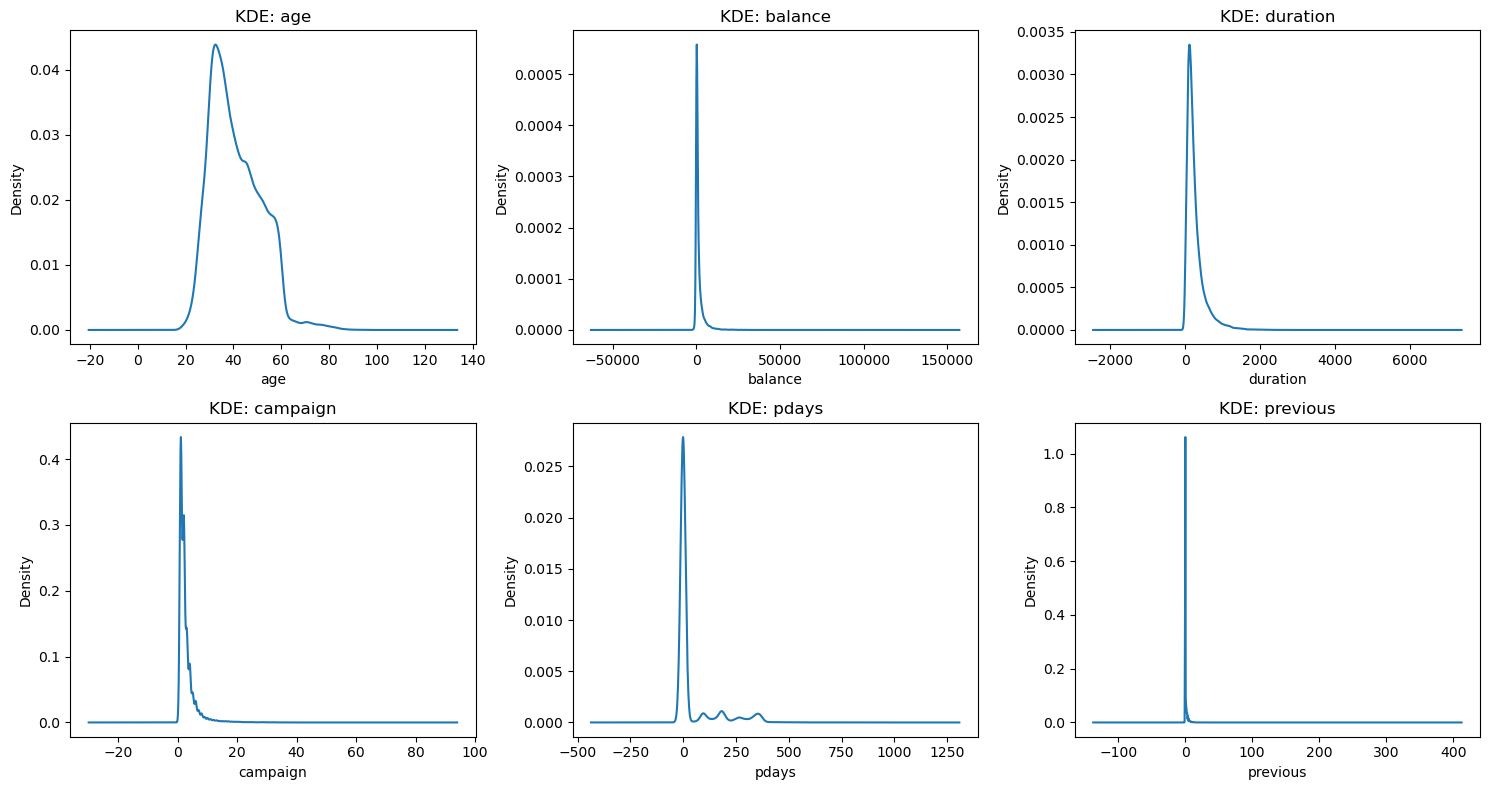 KDE: age
0.04
0.03
0.02
0.01
0.00
Density
−20 0 20 40 60 80 100 120 140
age
KDE: balance
0.0005
0.0004
0.0003
0.0002
0.0001
0.0000
Density
−50000 0 50000 100000 150000
balance
KDE: duration
0.0035
0.0030
0.0025
0.0020
0.0015
0.0010
0.0005
0.0000
Density
−2000 0 2000 4000 6000
duration
KDE: campaign
0.4
0.3
0.2
0.1
0.0
Density
−20 0 20 40 60 80 100
campaign
KDE: pdays
0.025
0.020
0.015
0.010
0.005
0.000
Density
−500 −250 0 250 500 750 1000 1250
pdays
KDE: previous
1.0
0.8
0.6
0.4
0.2
0.0
Density
−100 0 100 200 300 400
previous